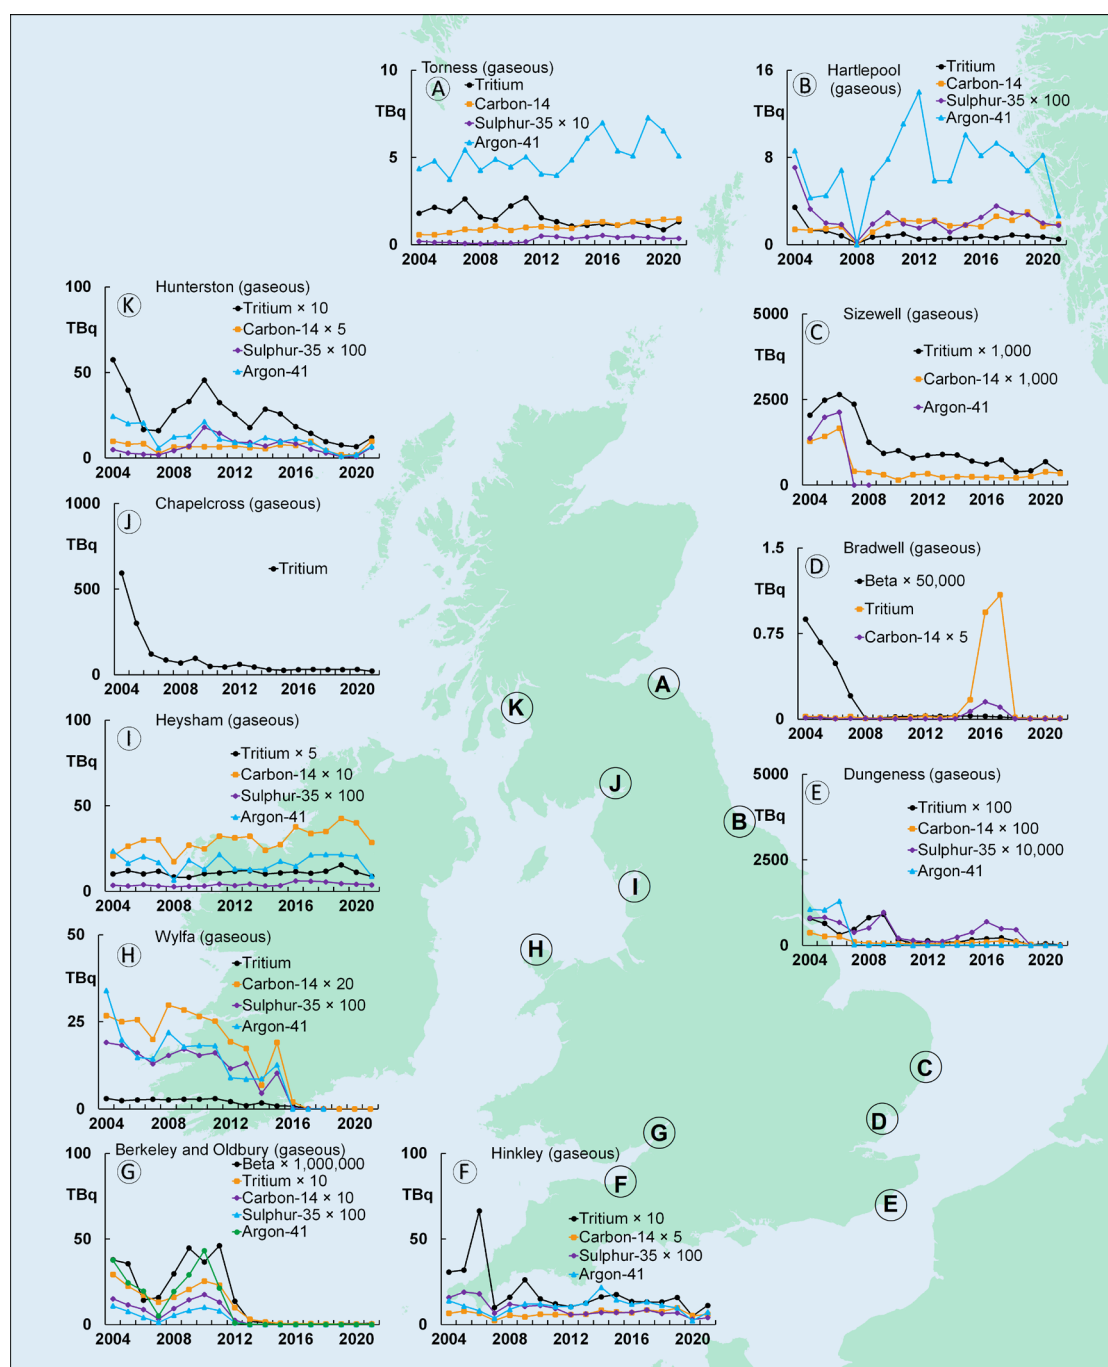 Torness (gaseous)
A
10
TBq
5
0
Tritium
Carbon-14
Sulphur-35 × 10
Argon-41
2004 2008 2012 2016 2020
Hartlepool
(gaseous)
B
16
TBq
8
0
Tritium
Carbon-14
Sulphur-35 × 100
Argon-41
2004 2008 2012 2016 2020
Hunterston (gaseous)
K
100
TBq
50
0
Tritium × 10
Carbon-14 × 5
Sulphur-35 × 100
Argon-41
2004 2008 2012 2016 2020
Sizewell (gaseous)
C
5000
TBq
2500
0
Tritium × 1,000
Carbon-14 × 1,000
Argon-41
2004 2008 2012 2016 2020
Chapelcross (gaseous)
J
1000
TBq
500
0
Tritium
2004 2008 2012 2016 2020
Bradwell (gaseous)
D
1.5
TBq
0.75
0
Beta × 50,000
Tritium
Carbon-14 × 5
2004 2008 2012 2016 2020
Heysham (gaseous)
I
100
TBq
50
0
Tritium × 5
Carbon-14 × 10
Sulphur-35 × 100
Argon-41
2004 2008 2012 2016 2020
Dungeness (gaseous)
E
5000
TBq
2500
0
Tritium × 100
Carbon-14 × 100
Sulphur-35 × 10,000
Argon-41
2004 2008 2012 2016 2020
Wylfa (gaseous)
H
50
TBq
25
0
Tritium
Carbon-14 × 20
Sulphur-35 × 100
Argon-41
2004 2008 2012 2016 2020
Berkeley and Oldbury (gaseous)
G
100
TBq
50
0
Beta × 1,000,000
Tritium × 10
Carbon-14 × 10
Sulphur-35 × 100
Argon-41
2004 2008 2012 2016 2020
Hinkley (gaseous)
F
100
TBq
50
0
Tritium × 10
Carbon-14 × 5
Sulphur-35 × 100
Argon-41
2004 2008 2012 2016 2020
A
K
J
B
I
H
C
D
G
F
E